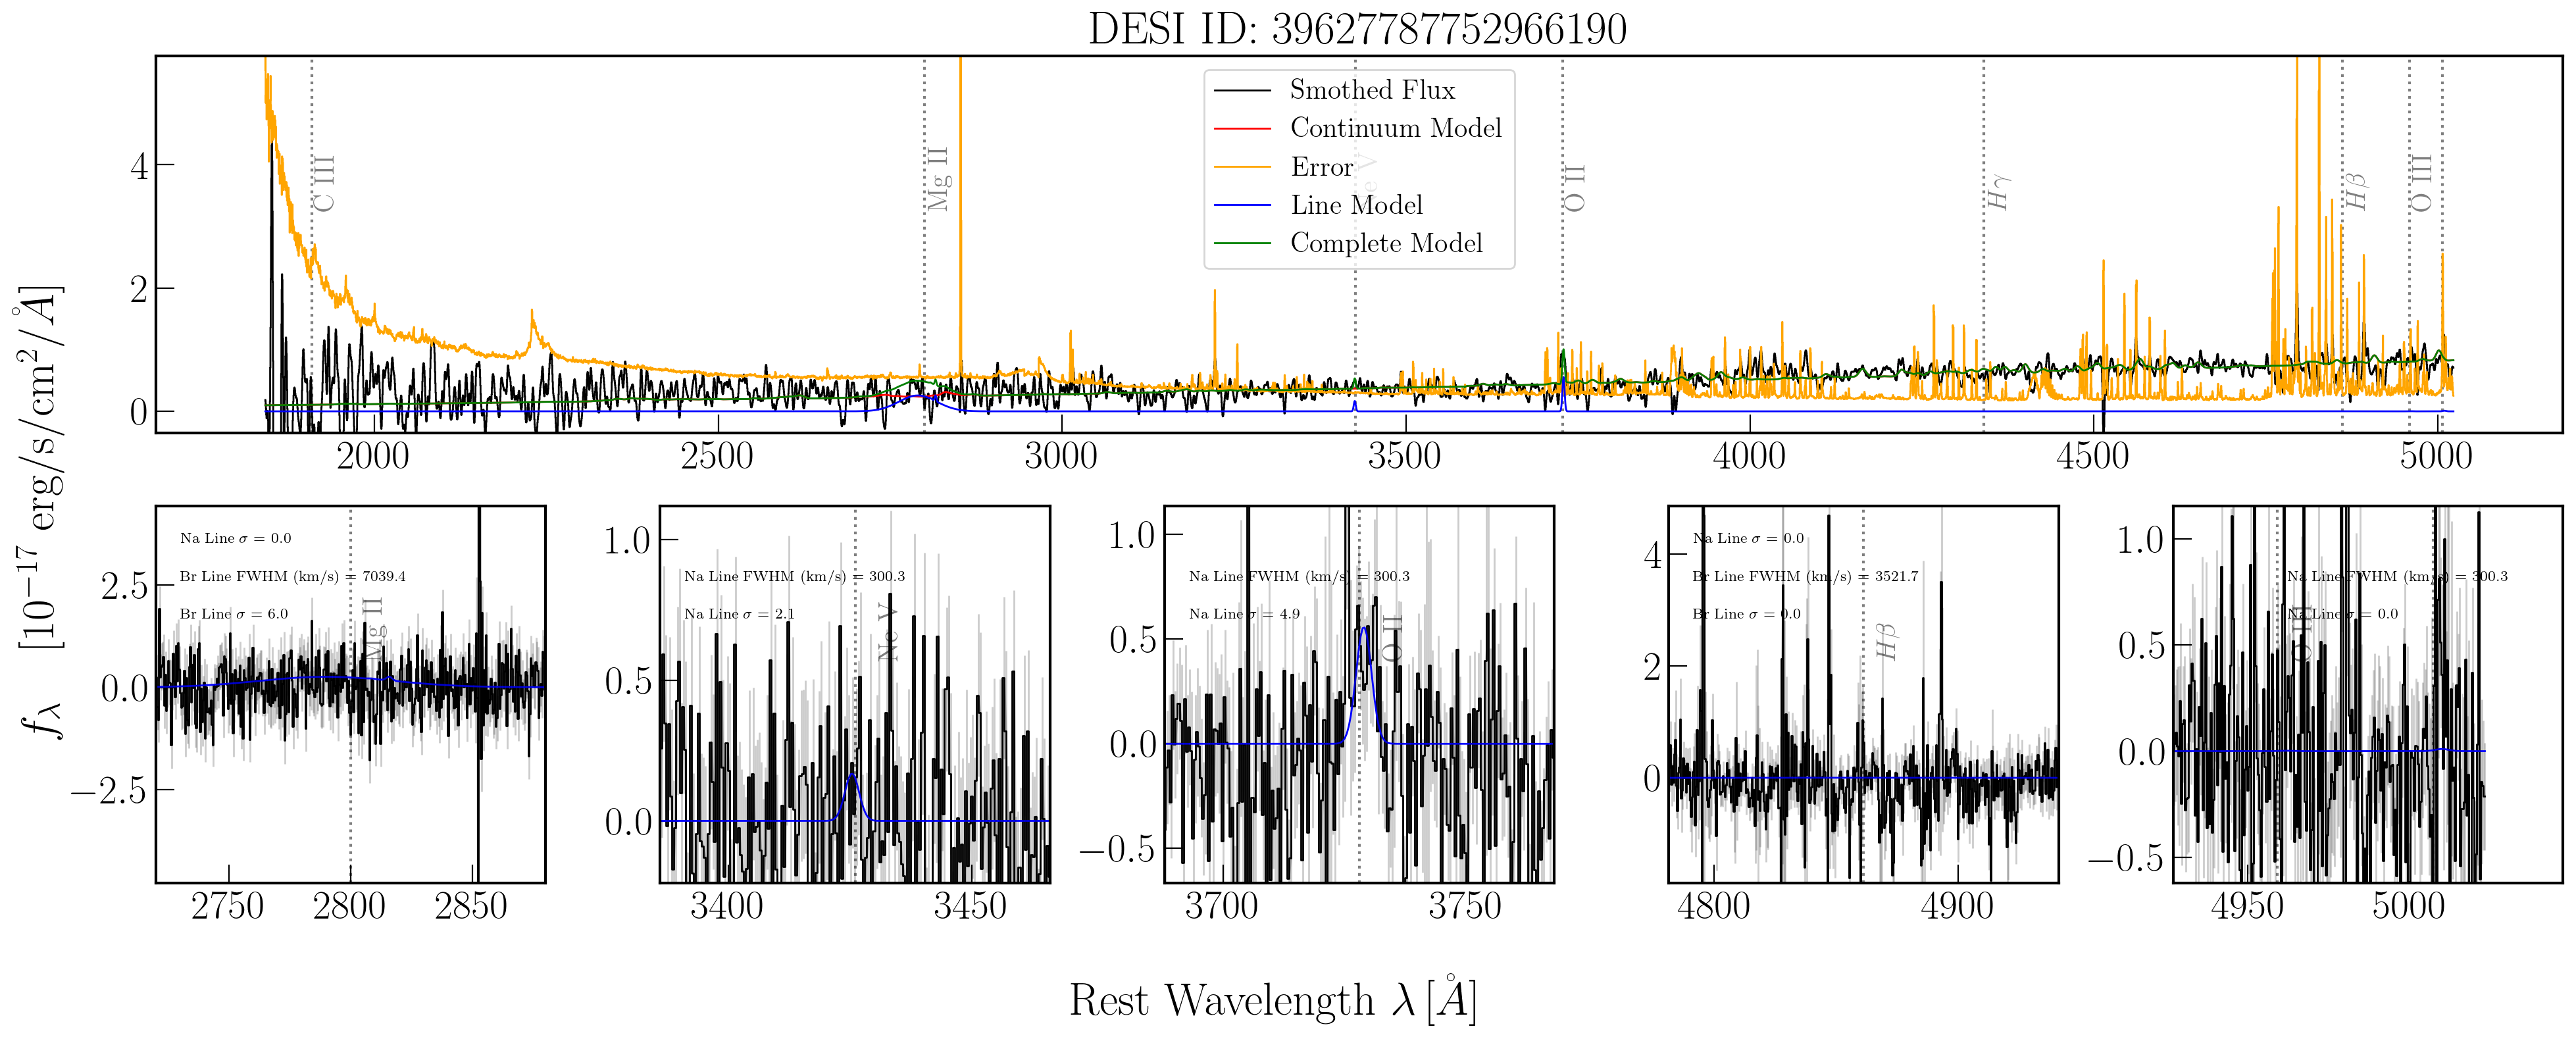 DESI ID: 39627787752966190
Smothed Flux
Continuum Model
Error
Line Model
Complete Model
C III
Mg II
e V
O II
Hγ
Hβ
O III
4
2
0
2000
2500
3000
3500
4000
4500
5000
f_λ [10^{-17} erg/s/cm^2/Å]
Na Line σ = 0.0
Br Line FWHM (km/s) = 7039.4
Br Line σ = 6.0
Mg II
2.5
0.0
−2.5
2750
2800
2850
Na Line FWHM (km/s) = 300.3
Na Line σ = 2.1
Ne V
1.0
0.5
0.0
3400
3450
Na Line FWHM (km/s) = 300.3
Na Line σ = 4.9
O II
1.0
0.5
0.0
−0.5
3700
3750
Na Line σ = 0.0
Br Line FWHM (km/s) = 3521.7
Br Line σ = 0.0
Hβ
4
2
0
4800
4900
Na Line FWHM (km/s) = 300.3
Na Line σ = 0.0
O III
1.0
0.5
0.0
−0.5
4950
5000
Rest Wavelength λ [Å]